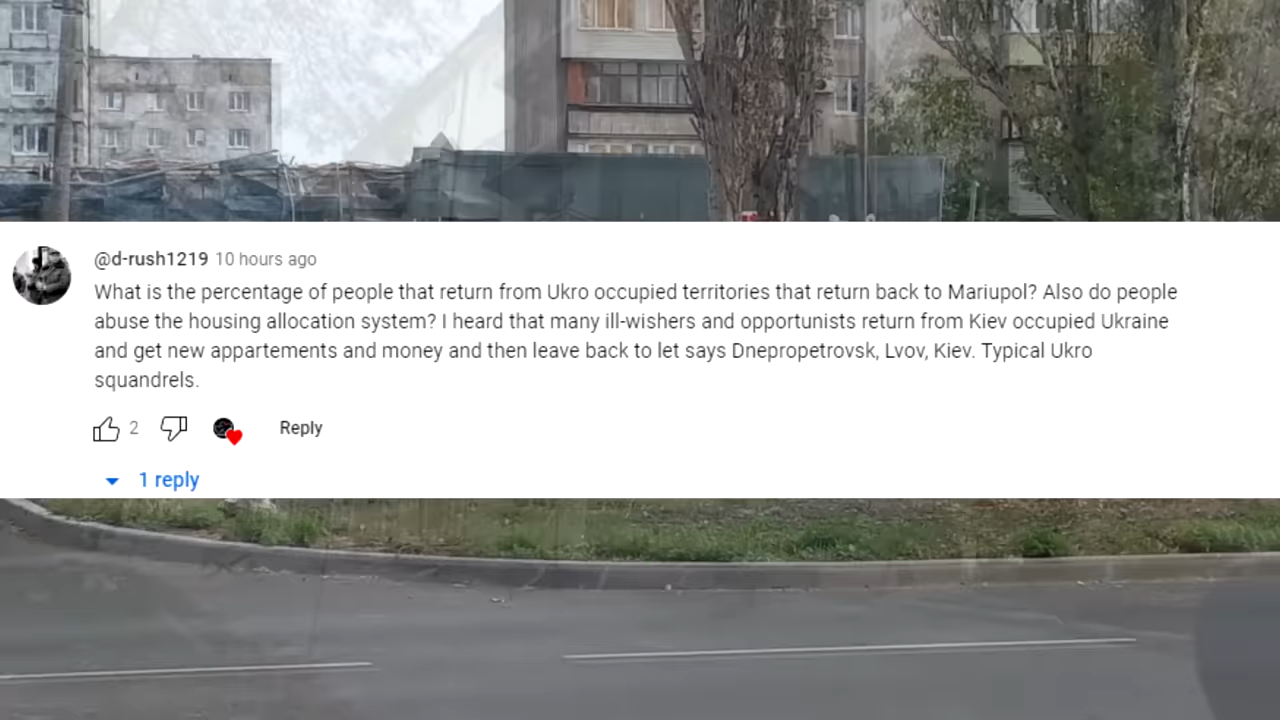 @d-rush1219 10 hours ago
What is the percentage of people that return from Ukro occupied territories that return back to Mariupol? Also do people
abuse the housing allocation system? I heard that many ill-wishers and opportunists return from Kiev occupied Ukraine
and get new appartements and money and then leave back to let says Dnepropetrovsk, Lvov, Kiev. Typical Ukro
squandrels.
2
Reply
1 reply